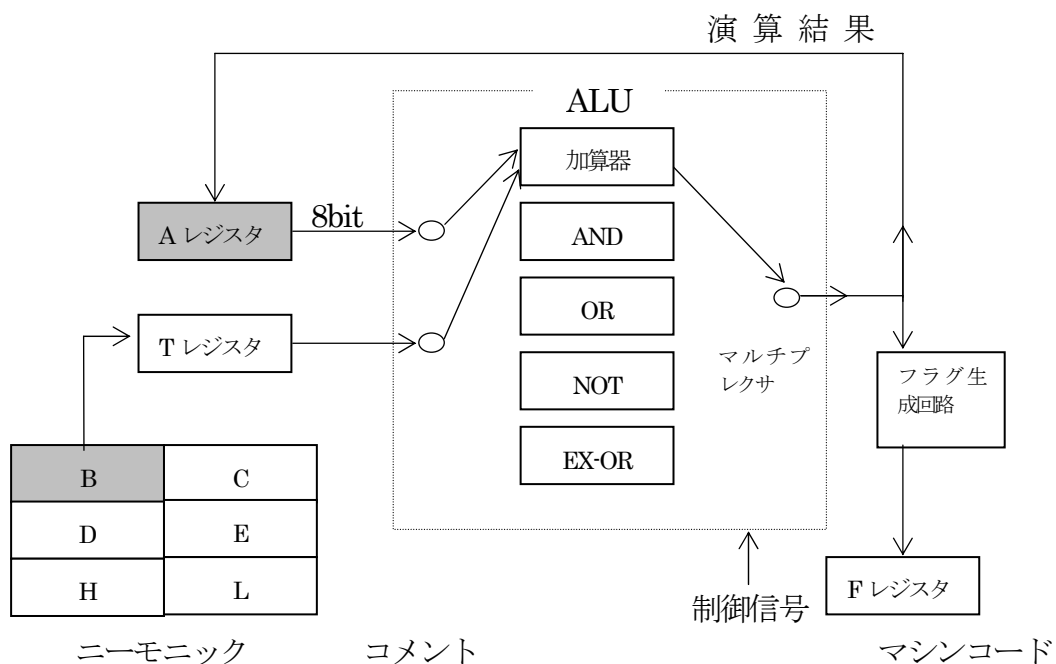 演 算 結 果
ALU
加算器
A レジスタ
8bit
AND
OR
T レジスタ
NOT
マルチプ
レクサ
フラグ生
成回路
EX-OR
B
C
D
E
H
L
制御信号
F レジスタ
ニーモニック
コメント
マシンコード